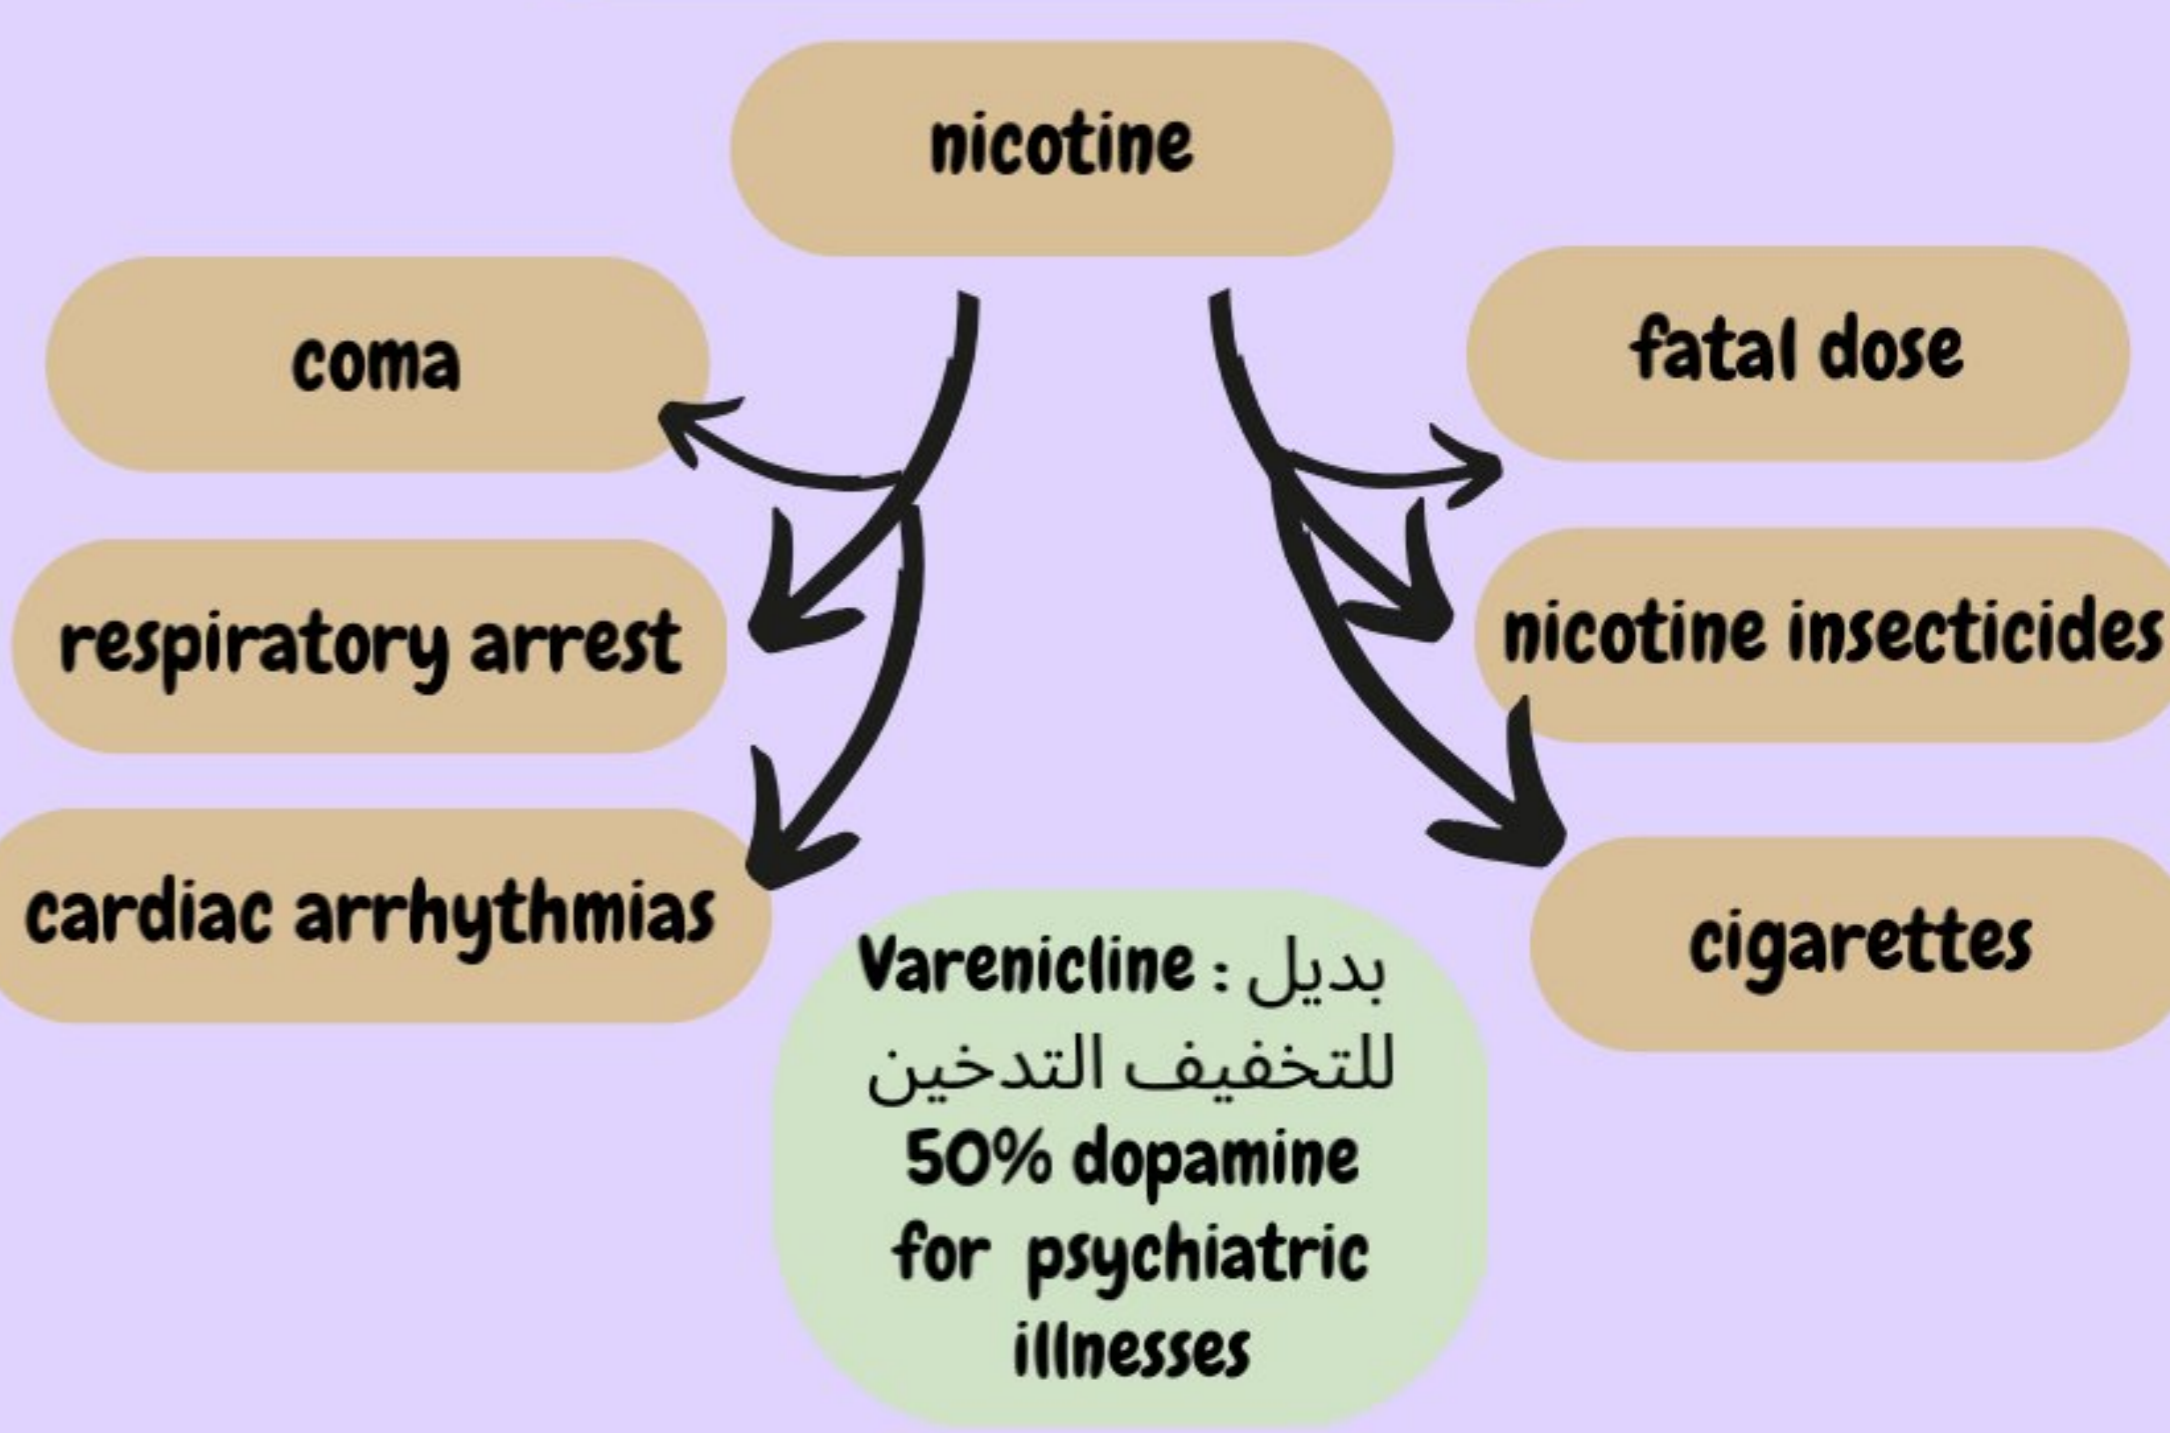 nicotine
coma
fatal dose
respiratory arrest
nicotine insecticides
cardiac arrhythmias
cigarettes
Varenicline : بديل
للتخفيف التدخين
50% dopamine
for psychiatric
illnesses